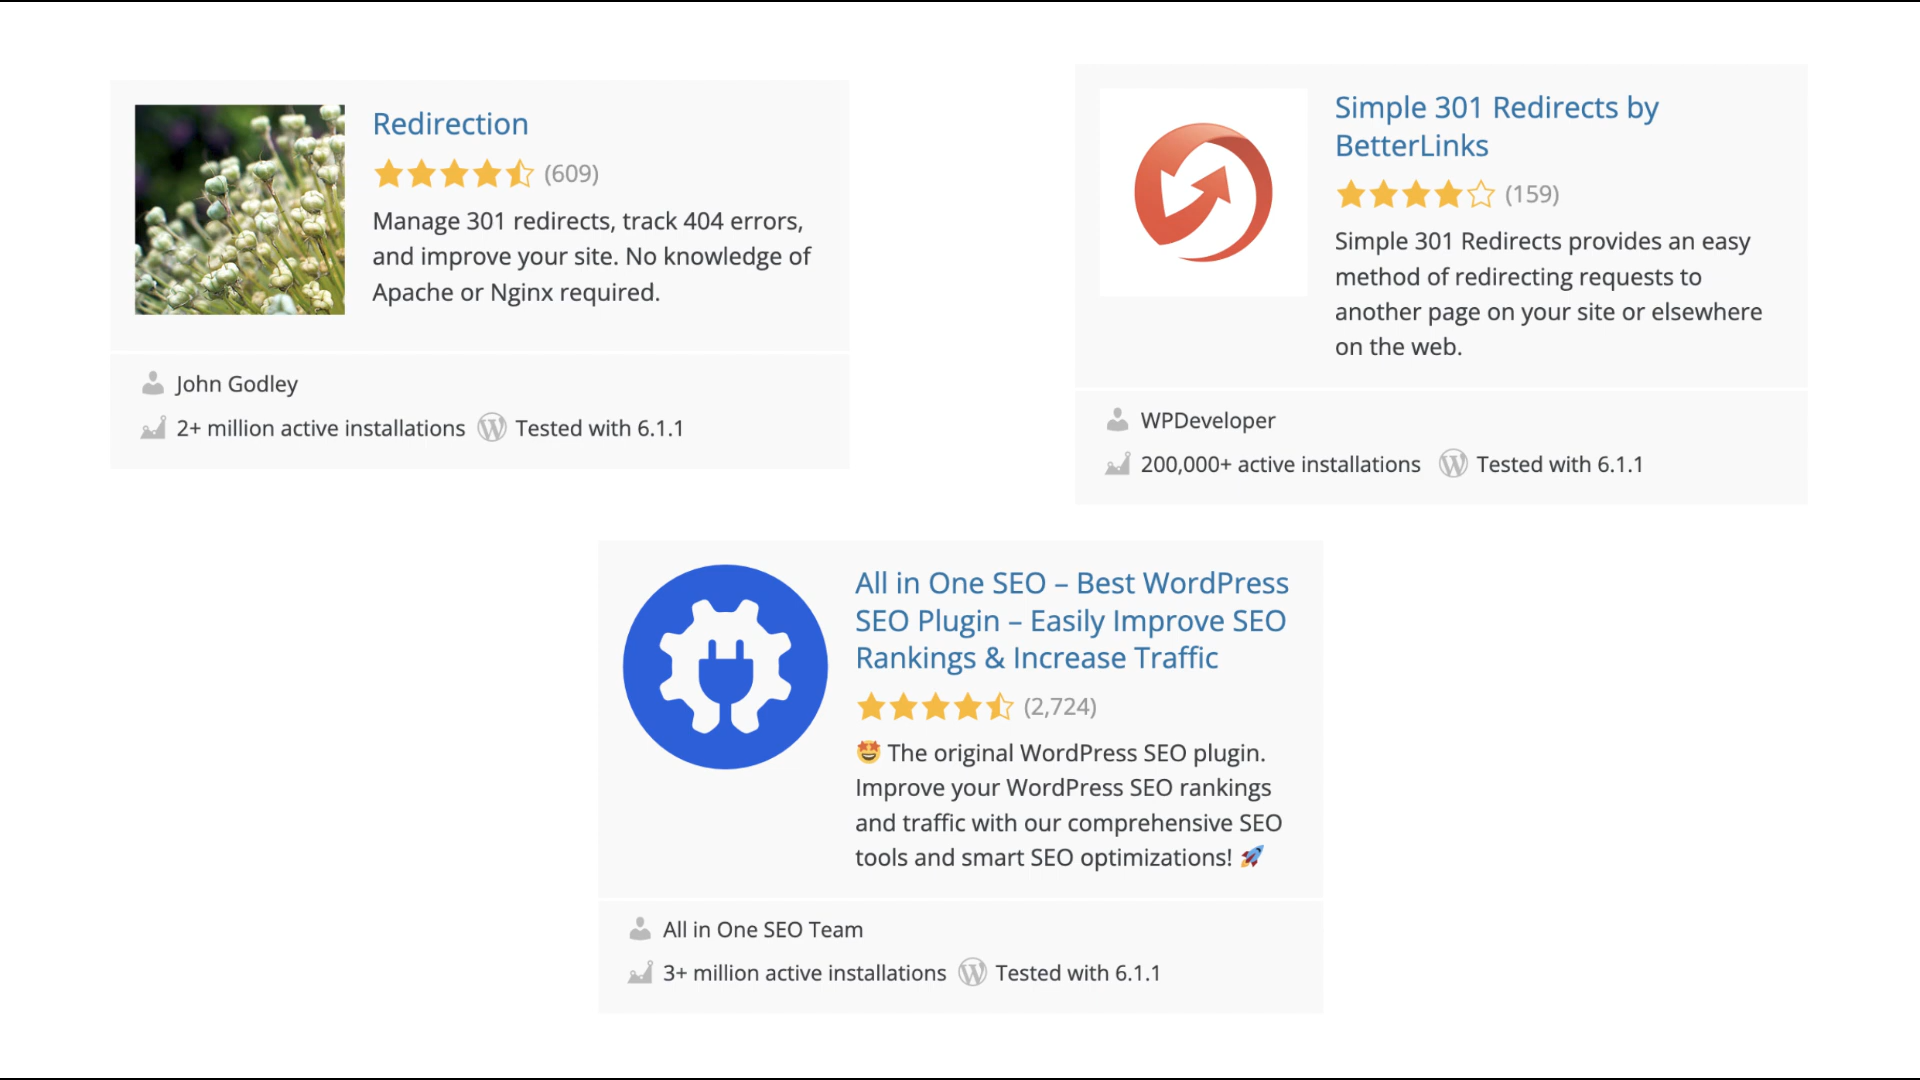 Redirection
(609)
Manage 301 redirects, track 404 errors,
and improve your site. No knowledge of
Apache or Nginx required.
John Godley
2+ million active installations Tested with 6.1.1
Simple 301 Redirects by
BetterLinks
(159)
Simple 301 Redirects provides an easy
method of redirecting requests to
another page on your site or elsewhere
on the web.
WPDeveloper
200,000+ active installations Tested with 6.1.1
All in One SEO – Best WordPress
SEO Plugin – Easily Improve SEO
Rankings & Increase Traffic
(2,724)
🤩 The original WordPress SEO plugin.
Improve your WordPress SEO rankings
and traffic with our comprehensive SEO
tools and smart SEO optimizations! 🚀
All in One SEO Team
3+ million active installations Tested with 6.1.1